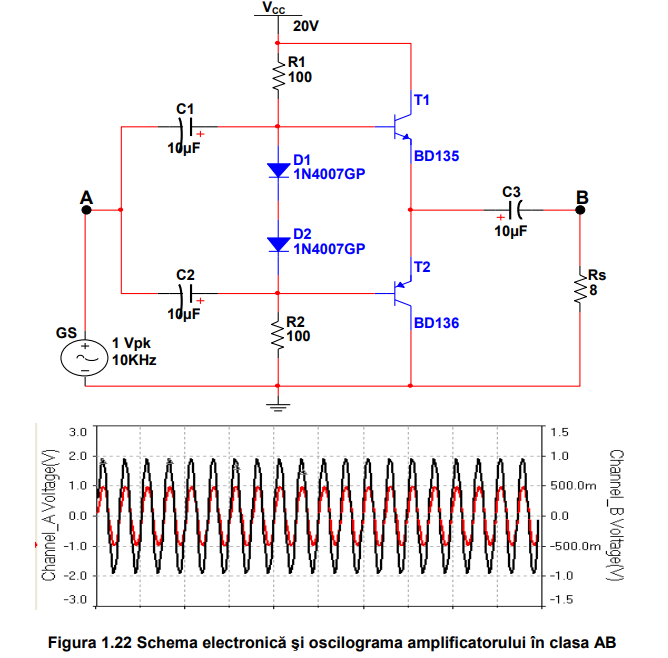 VCC
20V
R1
100
T1
C1
10µF
BD135
D1
1N4007GP
A
C3
B
10µF
D2
1N4007GP
C2
T2
Rs
8
10µF
R2
100
BD136
GS
1 Vpk
10KHz
3.0
2.0
1.0
0.0
-1.0
-2.0
-3.0
Channel_A Voltage(V)
1.5
1.0
500.0m
0.0
-500.0m
-1.0
-1.5
Channel_B Voltage(V)
Figura 1.22 Schema electronică şi oscilograma amplificatorului în clasa AB